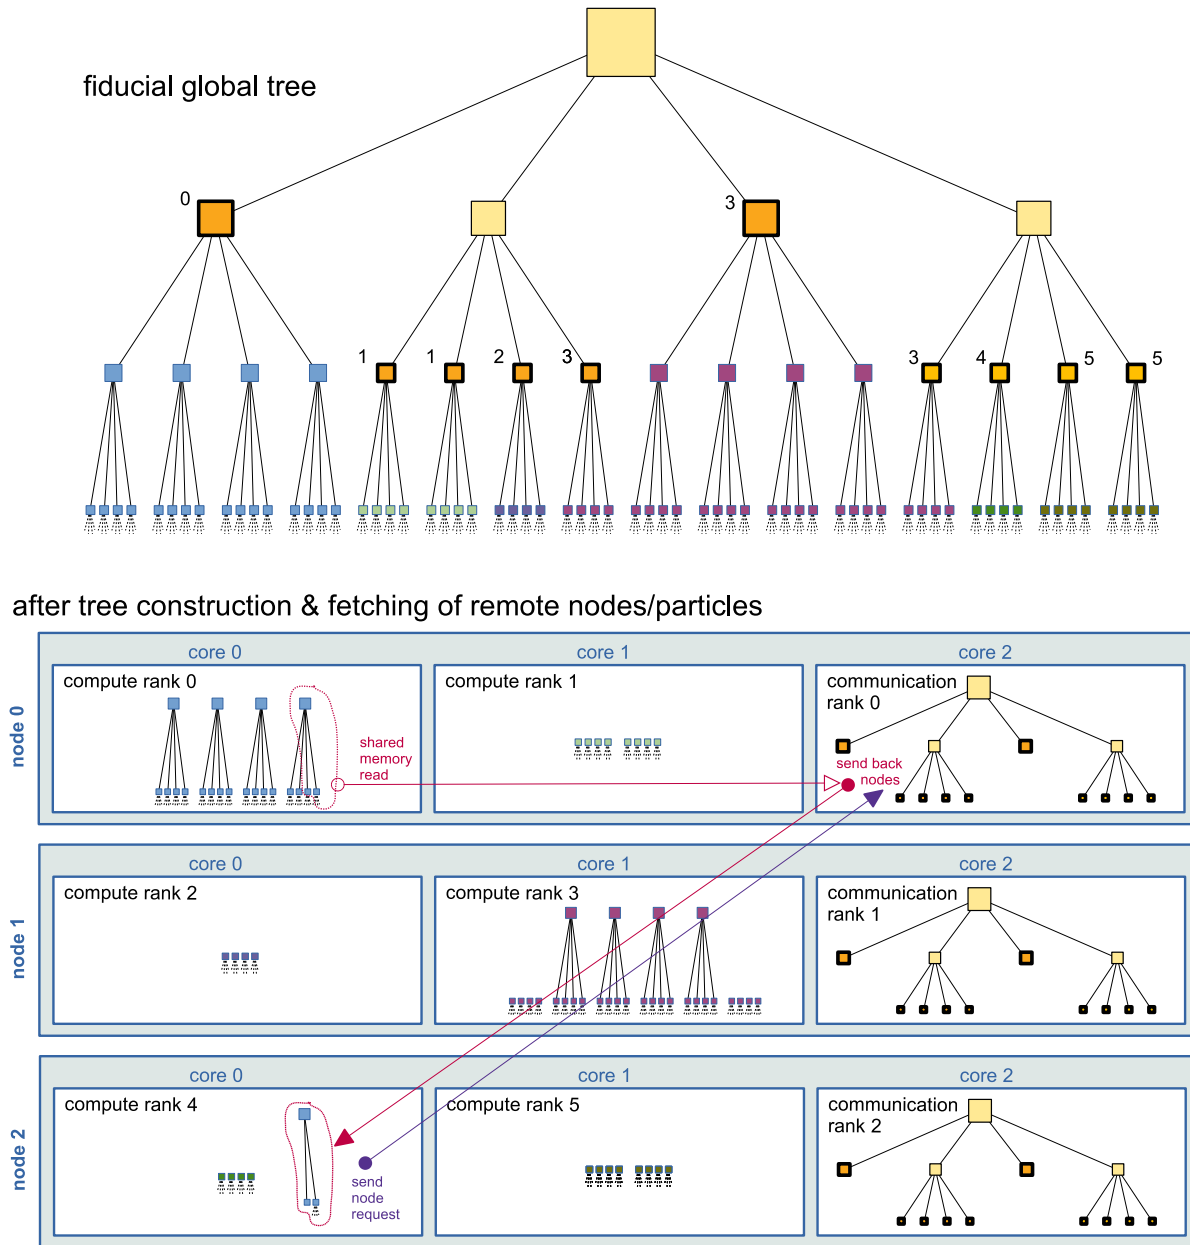 fiducial global tree
0
3
1
1
2
3
3
4
5
5
after tree construction & fetching of remote nodes/particles
node 0
core 0
core 1
core 2
compute rank 0
compute rank 1
communication
rank 0
shared
memory
read
send back
nodes
node 1
core 0
core 1
core 2
compute rank 2
compute rank 3
communication
rank 1
node 2
core 0
core 1
core 2
compute rank 4
compute rank 5
communication
rank 2
send
node
request